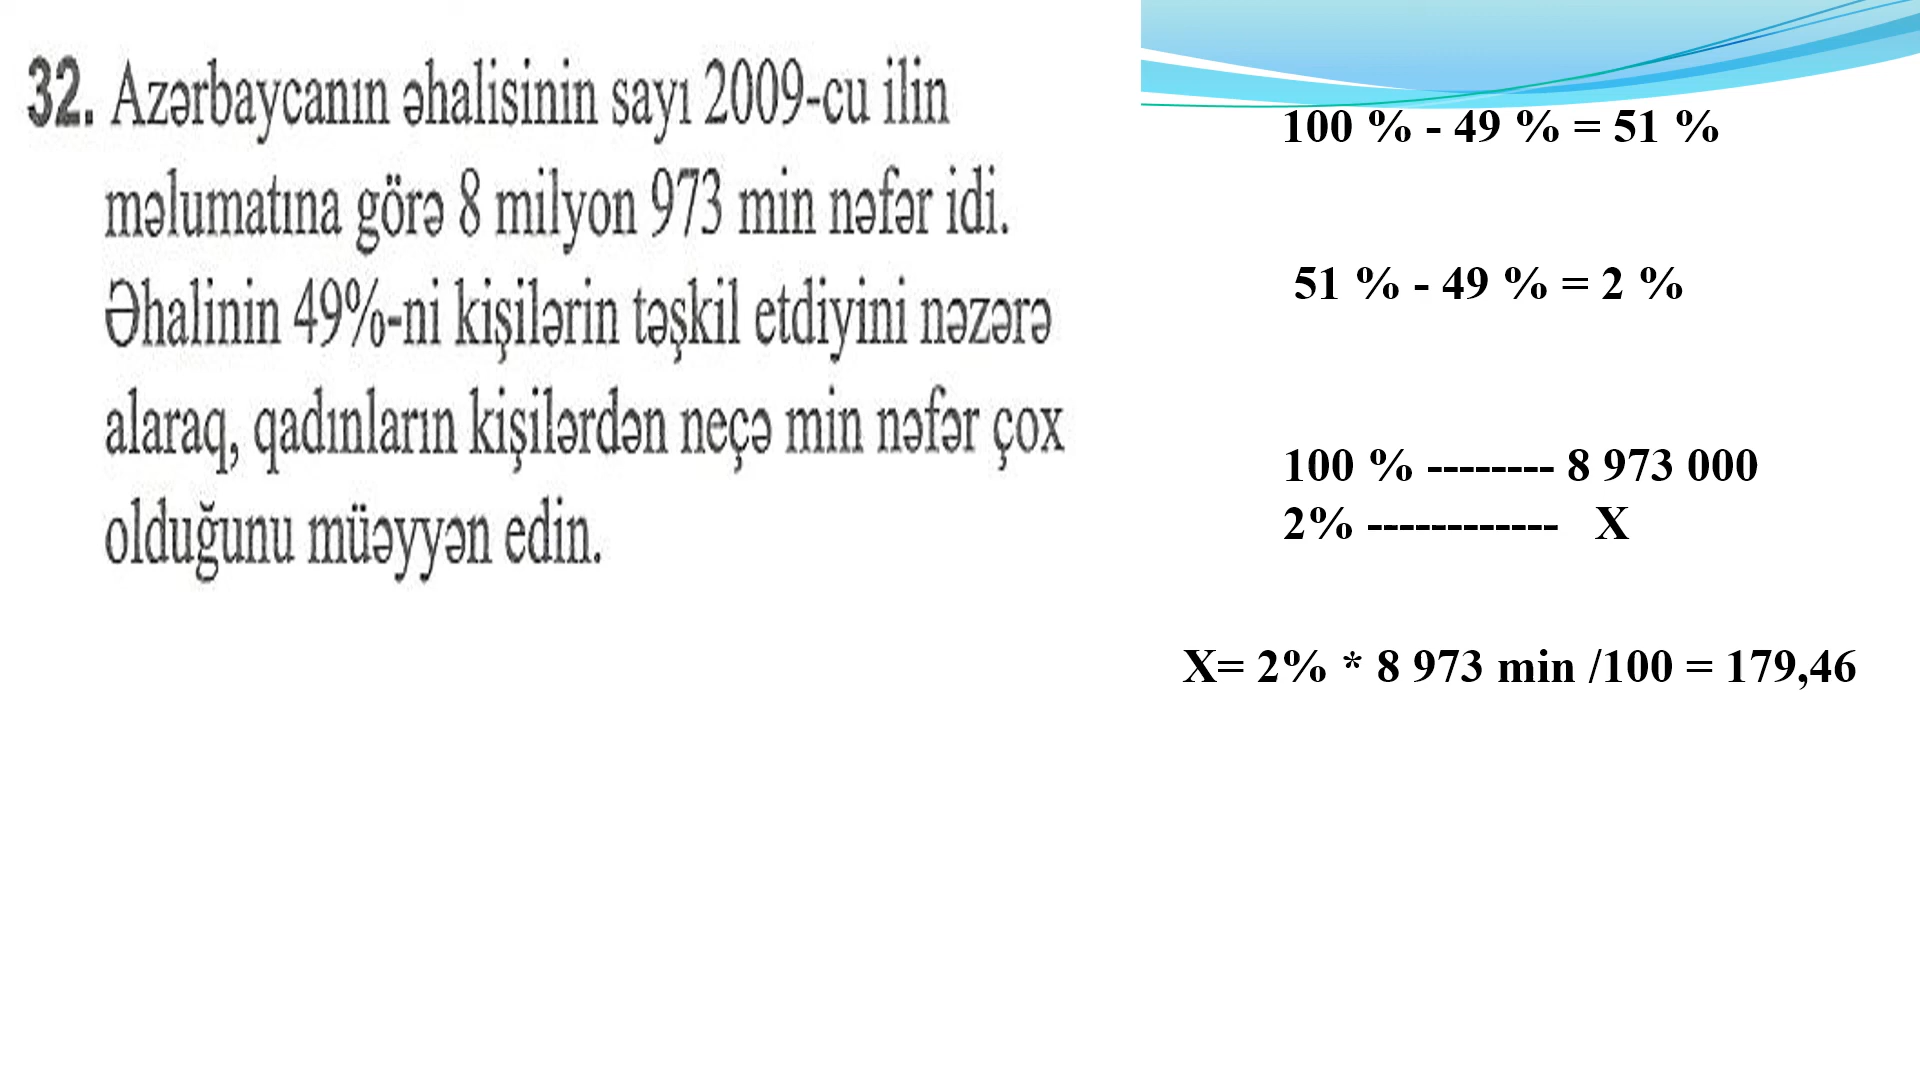 32. Azərbaycanın əhalisinin sayı 2009-cu ilin
məlumatına görə 8 milyon 973 min nəfər idi.
Əhalinin 49%-ni kişilərin təşkil etdiyini nəzərə
alaraq, qadınların kişilərdən neçə min nəfər çox
olduğunu müəyyən edin.
100 % - 49 % = 51 %
51 % - 49 % = 2 %
100 % -------- 8 973 000
2% ------------ X
X= 2% * 8 973 min /100 = 179,46